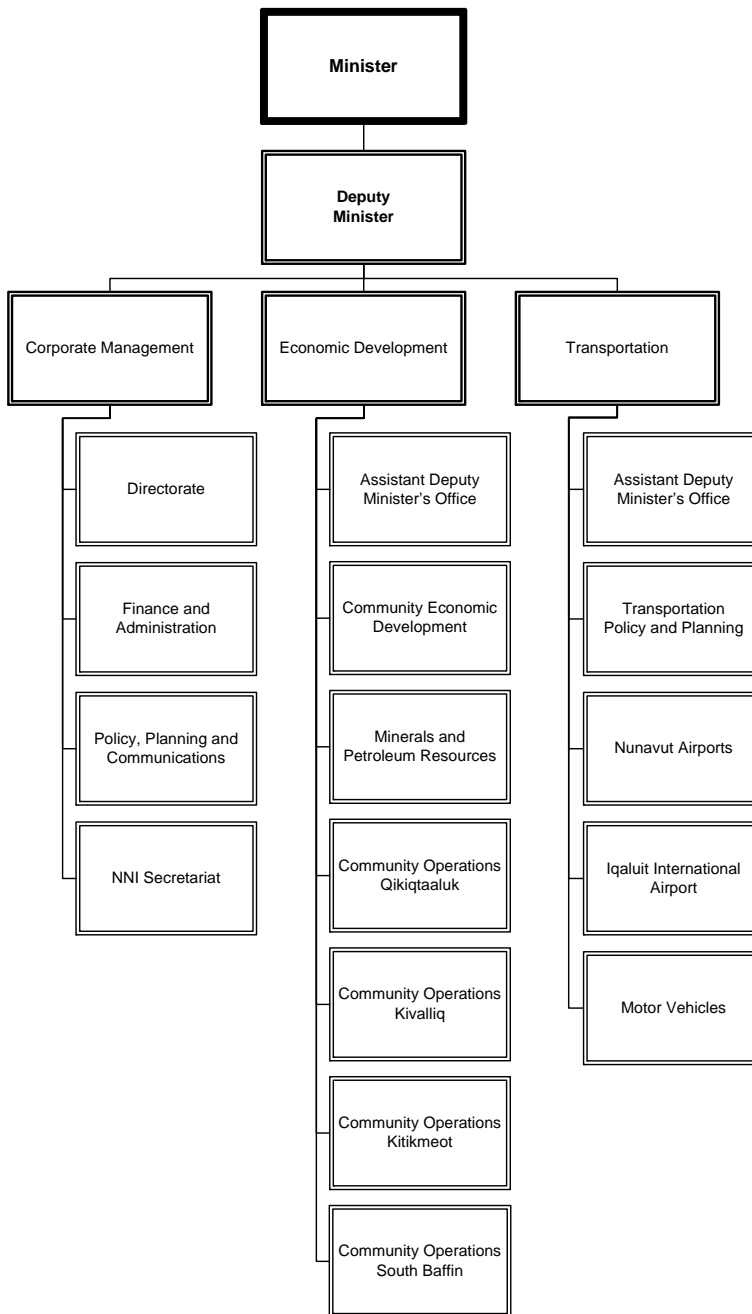 Minister
Deputy
Minister
Corporate Management
Economic Development
Transportation
Directorate
Finance and
Administration
Policy, Planning and
Communications
NNI Secretariat
Assistant Deputy
Minister’s Office
Community Economic
Development
Minerals and
Petroleum Resources
Community Operations
Qikiqtaaluk
Community Operations
Kivalliq
Community Operations
Kitikmeot
Community Operations
South Baffin
Assistant Deputy
Minister’s Office
Transportation
Policy and Planning
Nunavut Airports
Iqaluit International
Airport
Motor Vehicles